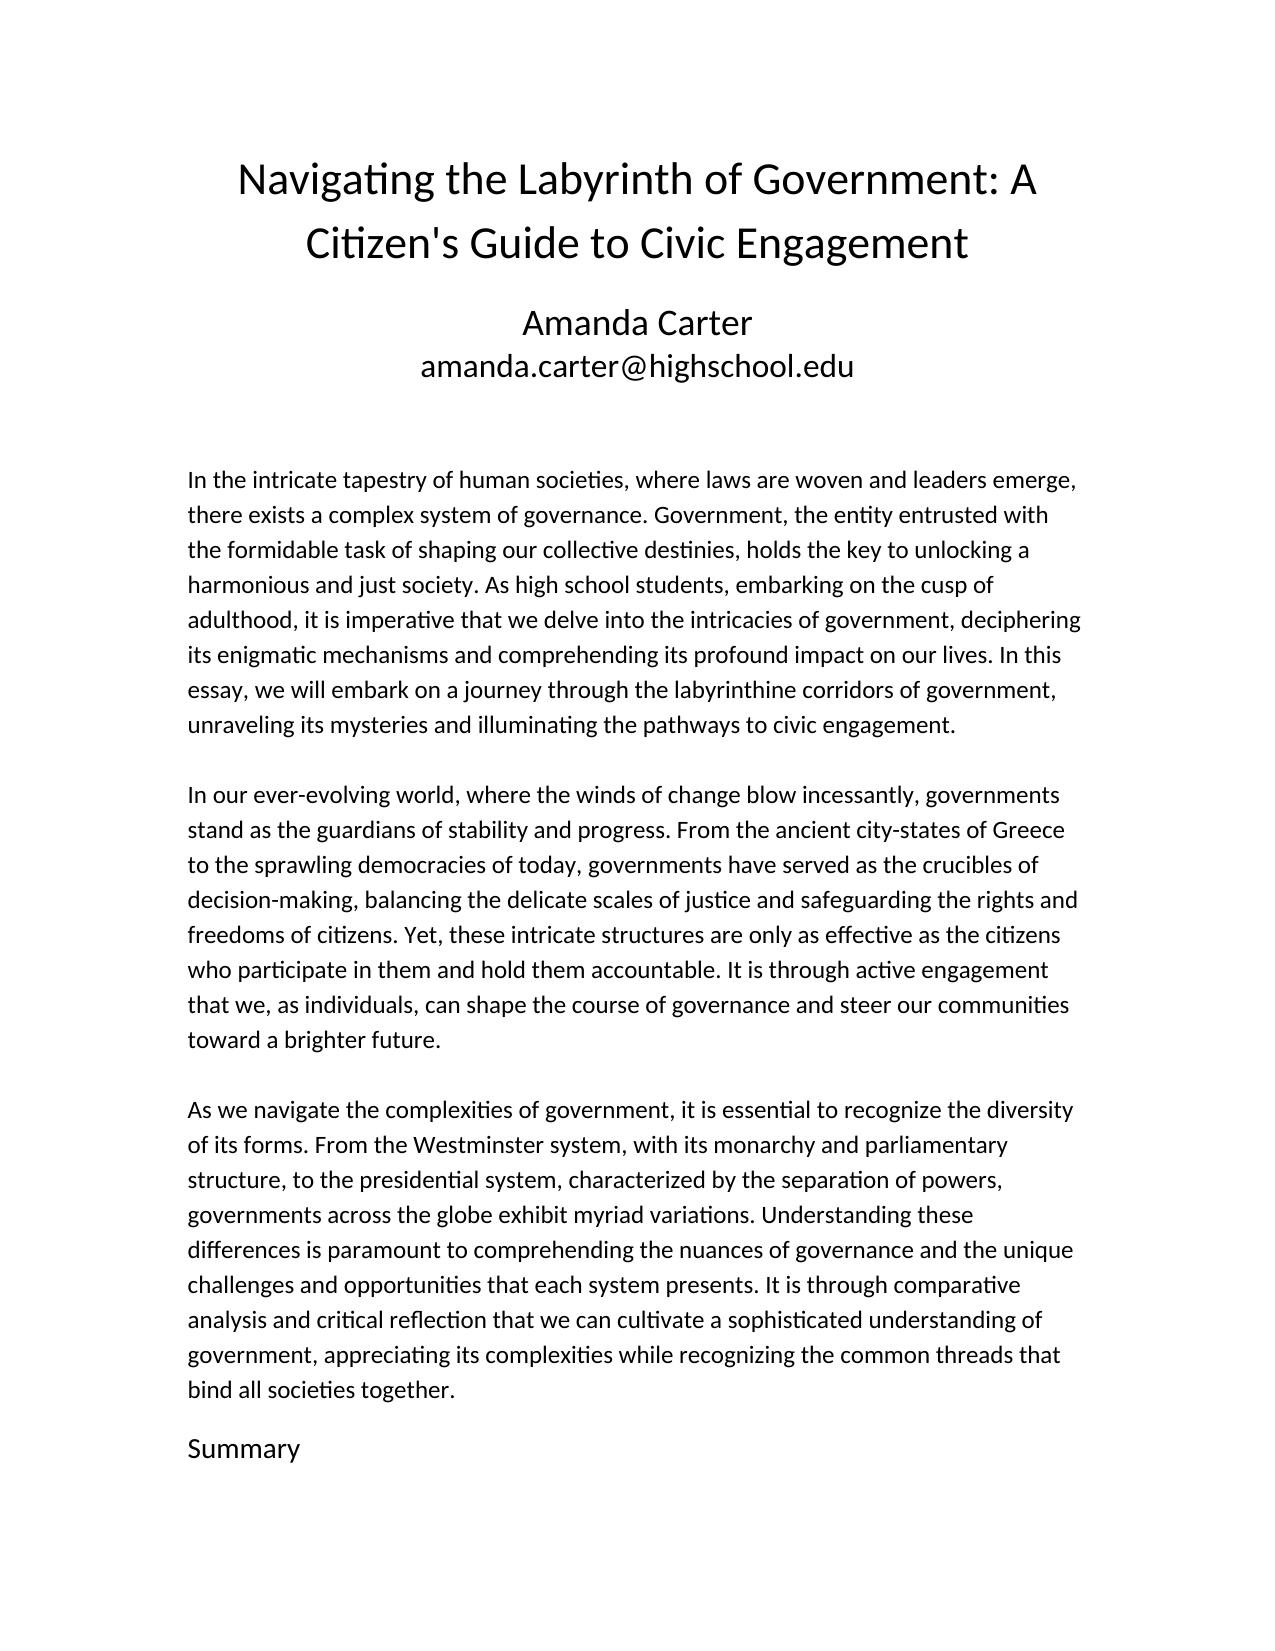 Navigating the Labyrinth of Government: A
Citizen's Guide to Civic Engagement
Amanda Carter
amanda.carter@highschool.edu
In the intricate tapestry of human societies, where laws are woven and leaders emerge,
there exists a complex system of governance. Government, the entity entrusted with
the formidable task of shaping our collective destinies, holds the key to unlocking a
harmonious and just society. As high school students, embarking on the cusp of
adulthood, it is imperative that we delve into the intricacies of government, deciphering
its enigmatic mechanisms and comprehending its profound impact on our lives. In this
essay, we will embark on a journey through the labyrinthine corridors of government,
unraveling its mysteries and illuminating the pathways to civic engagement.
In our ever-evolving world, where the winds of change blow incessantly, governments
stand as the guardians of stability and progress. From the ancient city-states of Greece
to the sprawling democracies of today, governments have served as the crucibles of
decision-making, balancing the delicate scales of justice and safeguarding the rights and
freedoms of citizens. Yet, these intricate structures are only as effective as the citizens
who participate in them and hold them accountable. It is through active engagement
that we, as individuals, can shape the course of governance and steer our communities
toward a brighter future.
As we navigate the complexities of government, it is essential to recognize the diversity
of its forms. From the Westminster system, with its monarchy and parliamentary
structure, to the presidential system, characterized by the separation of powers,
governments across the globe exhibit myriad variations. Understanding these
differences is paramount to comprehending the nuances of governance and the unique
challenges and opportunities that each system presents. It is through comparative
analysis and critical reflection that we can cultivate a sophisticated understanding of
government, appreciating its complexities while recognizing the common threads that
bind all societies together.
Summary